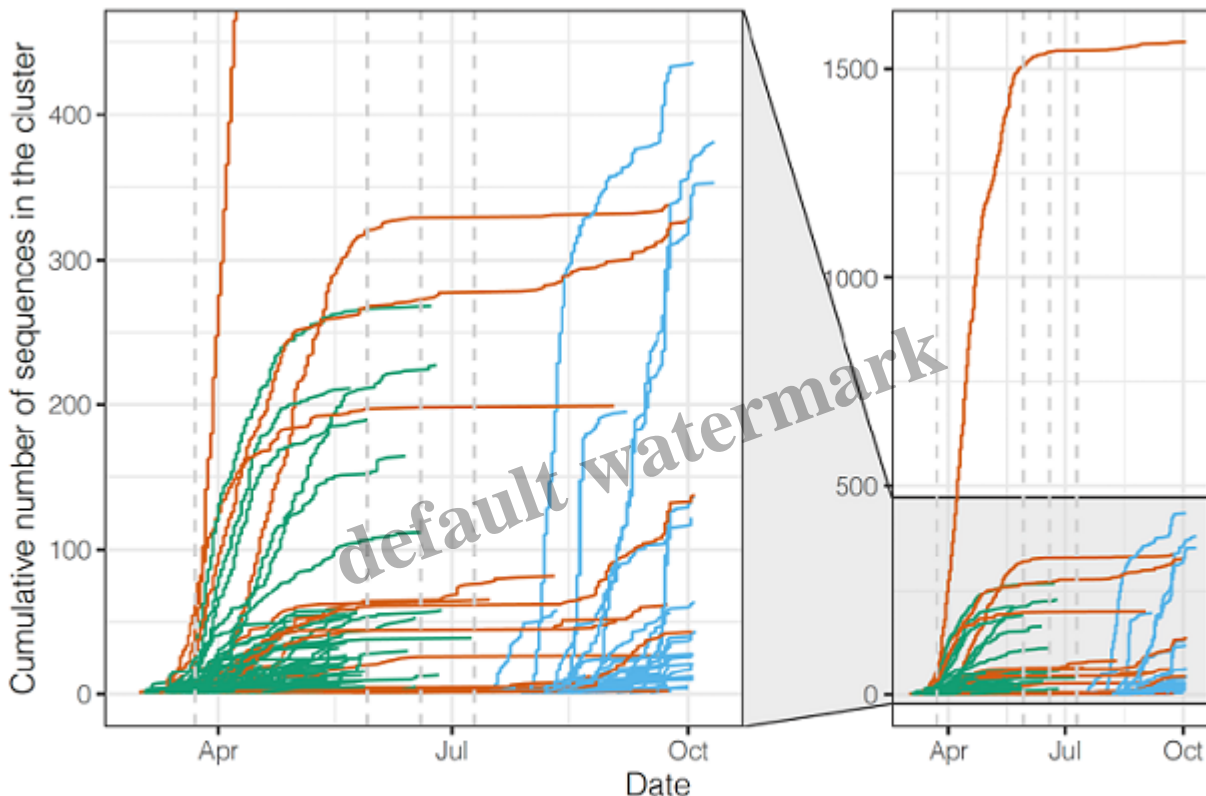 Cumulative number of sequences in the cluster
400
300
200
100
0
Apr
Jul
Oct
1500
1000
500
0
Apr
Jul
Oct
Date
default watermark